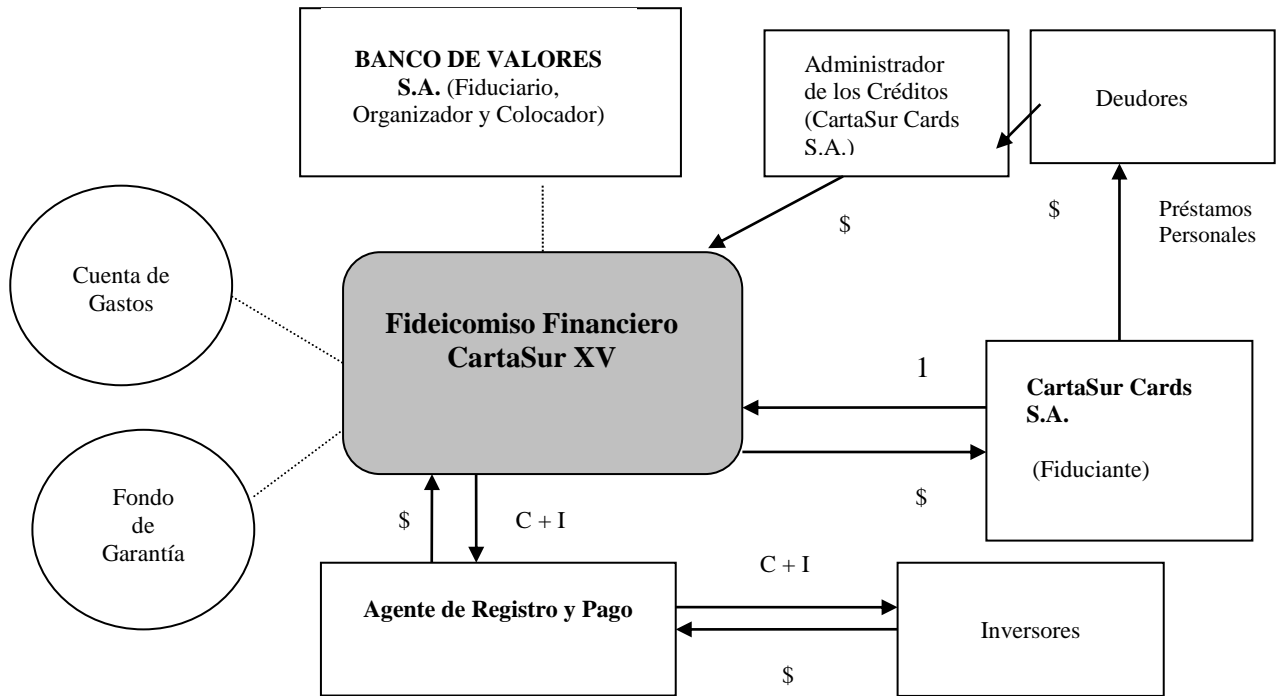 BANCO DE VALORES
S.A. (Fiduciario,
Organizador y Colocador)
Administrador
de los Créditos
(CartaSur Cards
S.A.)
Deudores
$
$
Préstamos
Personales
Cuenta de
Gastos
Fideicomiso Financiero
CartaSur XV
1
CartaSur Cards
S.A.
(Fiduciante)
$
Fondo
de
Garantía
$
C + I
Agente de Registro y Pago
C + I
$
Inversores